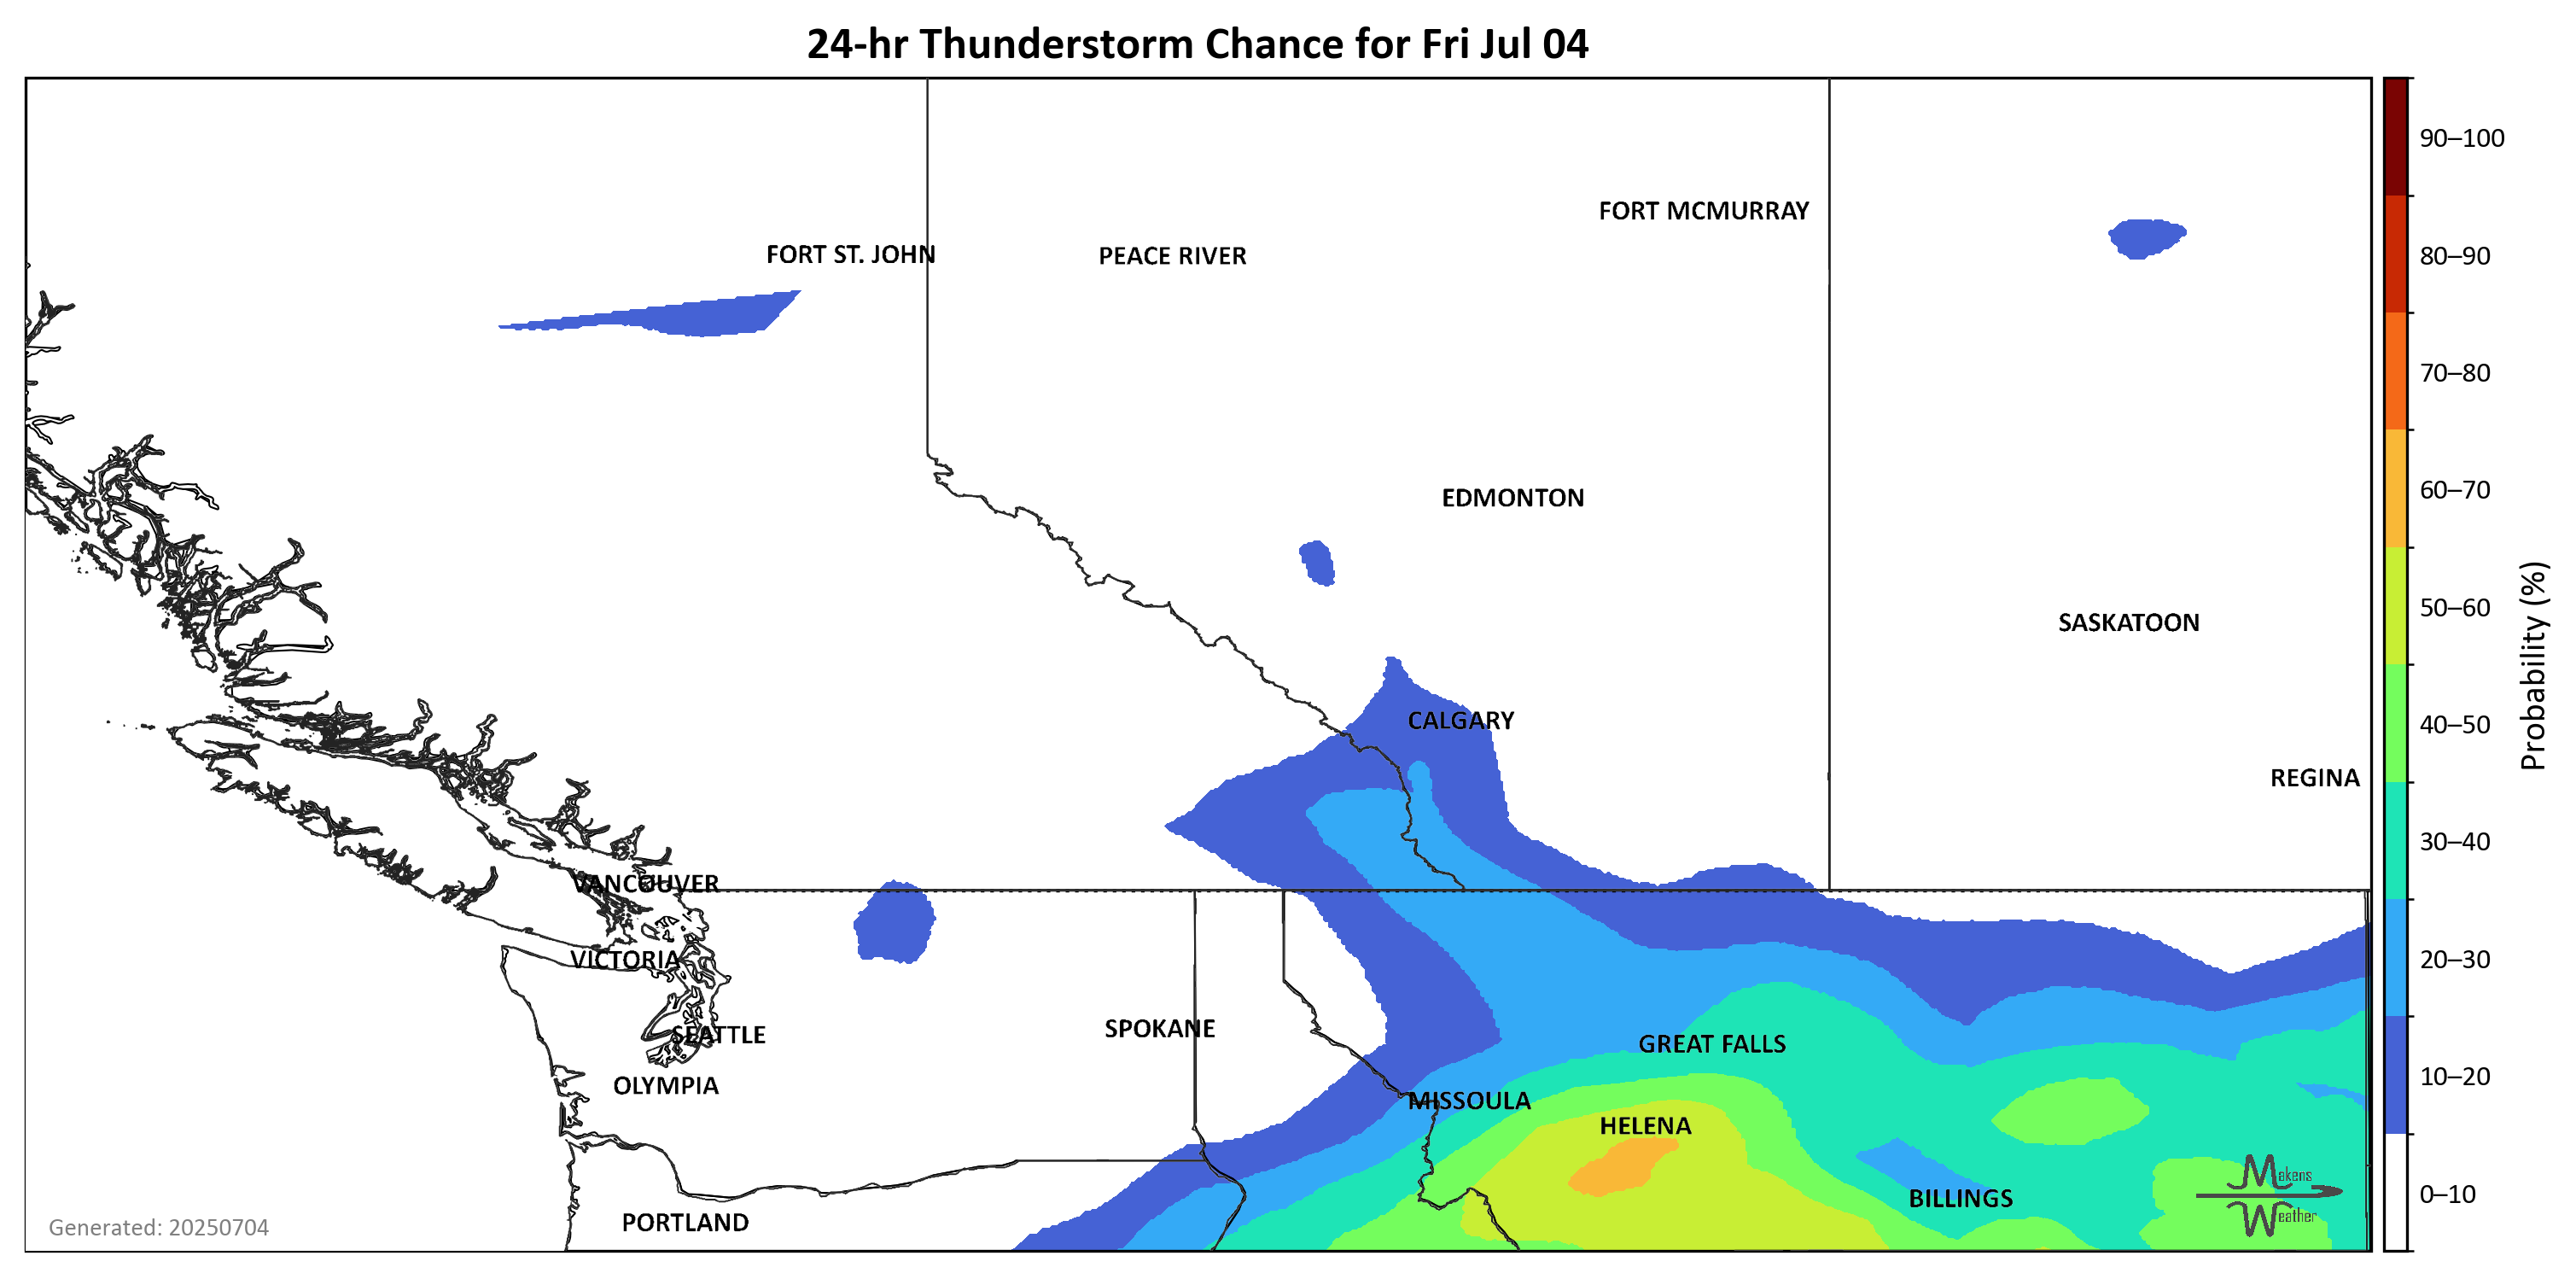 24-hr Thunderstorm Chance for Fri Jul 04
90–100
FORT MCMURRAY
FORT ST. JOHN
PEACE RIVER
80–90
70–80
EDMONTON
60–70
SASKATOON
50–60
Probability (%)
CALGARY
40–50
REGINA
30–40
VANCOUVER
VICTORIA
20–30
SPOKANE
SEATTLE
GREAT FALLS
OLYMPIA
10–20
MISSOULA
HELENA
Makens
Weather
BILLINGS
0–10
PORTLAND
Generated: 20250704